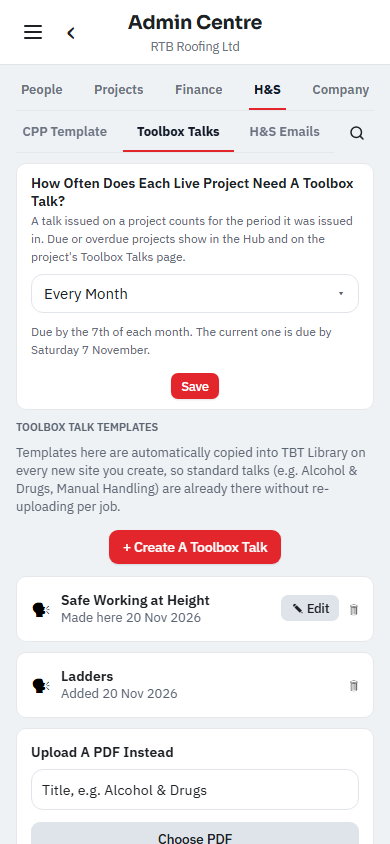 Admin Centre
RTB Roofing Ltd
People Projects Finance H&S Company
CPP Template Toolbox Talks H&S Emails
How Often Does Each Live Project Need A Toolbox
Talk?
A talk issued on a project counts for the period it was issued
in. Due or overdue projects show in the Hub and on the
project's Toolbox Talks page.
Every Month
Due by the 7th of each month. The current one is due by
Saturday 7 November.
Save
TOOLBOX TALK TEMPLATES
Templates here are automatically copied into TBT Library on
every new site you create, so standard talks (e.g. Alcohol &
Drugs, Manual Handling) are already there without re-
uploading per job.
+ Create A Toolbox Talk
Safe Working at Height
Made here 20 Nov 2026
Edit
Ladders
Added 20 Nov 2026
Upload A PDF Instead
Title, e.g. Alcohol & Drugs
Choose PDF